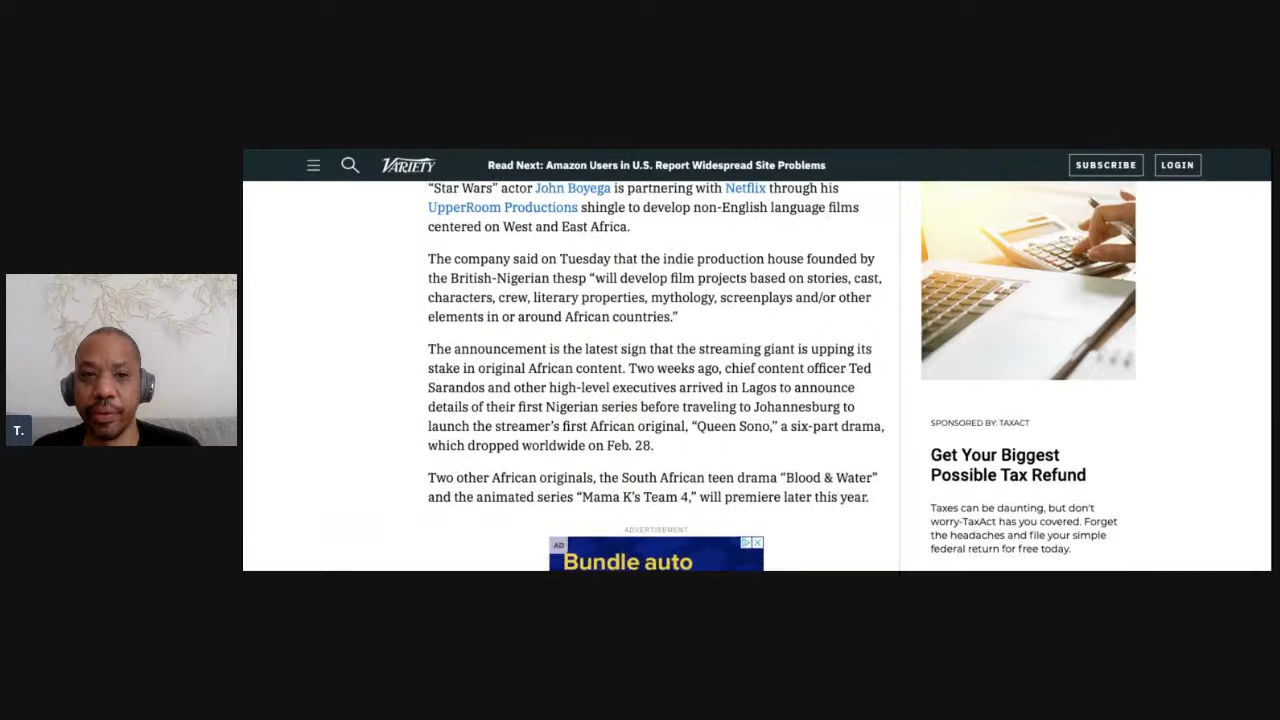 VARIETY
Read Next: Amazon Users in U.S. Report Widespread Site Problems
SUBSCRIBE
LOGIN
“Star Wars” actor John Boyega is partnering with Netflix through his
UpperRoom Productions shingle to develop non-English language films
centered on West and East Africa.
The company said on Tuesday that the indie production house founded by
the British-Nigerian thesp “will develop film projects based on stories, cast,
characters, crew, literary properties, mythology, screenplays and/or other
elements in or around African countries.”
The announcement is the latest sign that the streaming giant is upping its
stake in original African content. Two weeks ago, chief content officer Ted
Sarandos and other high-level executives arrived in Lagos to announce
details of their first Nigerian series before traveling to Johannesburg to
launch the streamer’s first African original, “Queen Sono,” a six-part drama,
which dropped worldwide on Feb. 28.
Two other African originals, the South African teen drama “Blood & Water”
and the animated series “Mama K’s Team 4,” will premiere later this year.
ADVERTISEMENT
AD
Bundle auto
SPONSORED BY: TAXACT
Get Your Biggest
Possible Tax Refund
Taxes can be daunting, but don't
worry-TaxAct has you covered. Forget
the headaches and file your simple
federal return for free today.
T.